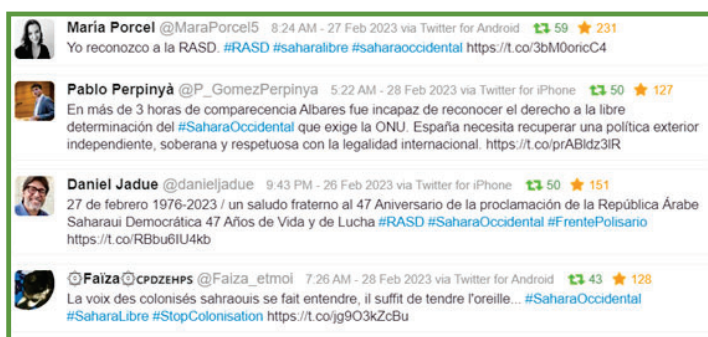 María Porcel @MaraPorcel5 8:24 AM - 27 Feb 2023 via Twitter for Android 59 231
Yo reconozco a la RASD. #RASD #saharalibre #saharaoccidental https://t.co/3bM0oricC4
Pablo Perpinyà @P_GomezPerpinya 5:22 AM - 28 Feb 2023 via Twitter for iPhone 50 127
En más de 3 horas de comparecencia Albares fue incapaz de reconocer el derecho a la libre
determinación del #SaharaOccidental que exige la ONU. España necesita recuperar una política exterior
independiente, soberana y respetuosa con la legalidad internacional. https://t.co/prABldz3lR
Daniel Jadue @danieljadue 9:43 PM - 26 Feb 2023 via Twitter for iPhone 50 151
27 de febrero 1976-2023 / un saludo fraterno al 47 Aniversario de la proclamación de la República Árabe
Saharaui Democrática 47 Años de Vida y de Lucha #RASD #SaharaOccidental #FrentePolisario
https://t.co/RBbu6IU4kb
۞Faïza۞CPDZEHPS @Faiza_etmoi 7:26 AM - 28 Feb 2023 via Twitter for Android 43 128
La voix des colonisés sahraouis se fait entendre, il suffit de tendre l'oreille... #SaharaOccidental
#SaharaLibre #StopColonisation https://t.co/jg9O3kZcBu